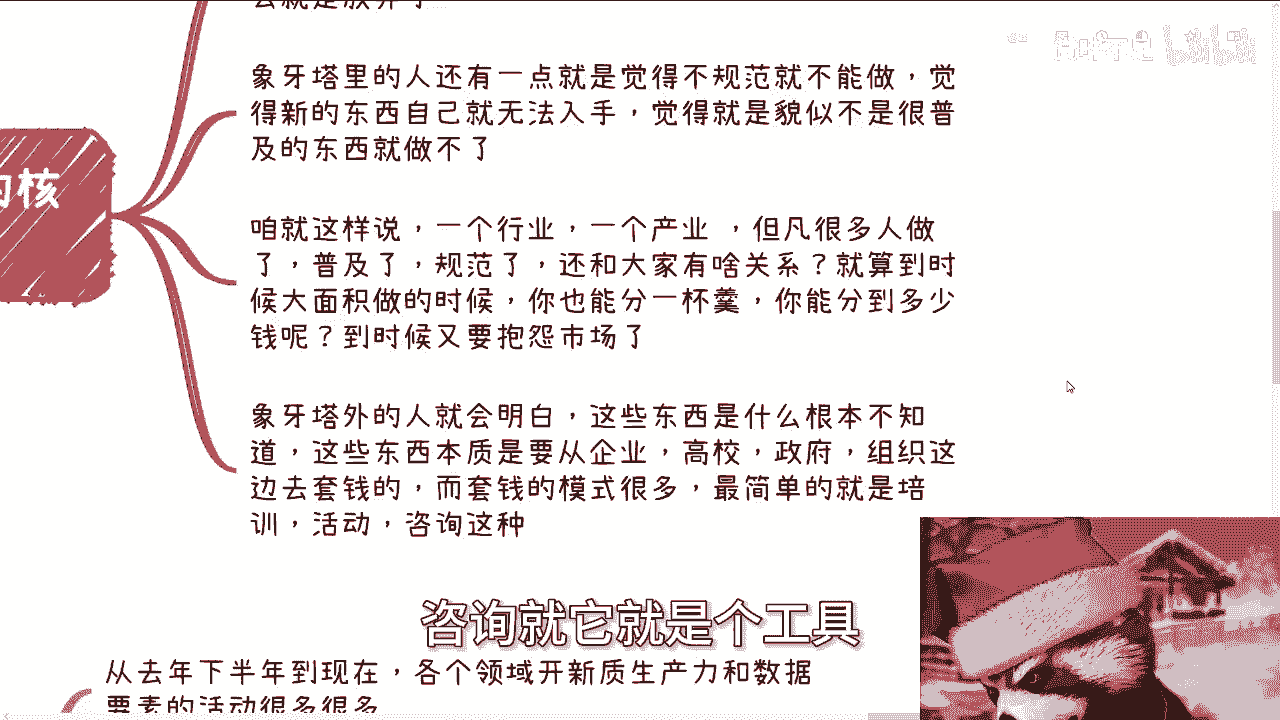 去就是放弃了
象牙塔里的人还有一点就是觉得不规范就不能做，觉
得新的东西自己就无法入手，觉得就是貌似不是很普
及的东西就做不了
的核
咱就这样说，一个行业，一个产业 ，但凡很多人做
了，普及了，规范了，还和大家有啥关系？就算到时
候大面积做的时候，你也能分一杯羹，你能分到多少
钱呢？到时候又要抱怨市场了
象牙塔外的人就会明白，这些东西是什么根本不知
道，这些东西本质是要从企业，高校，政府，组织这
边去套钱的，而套钱的模式很多，最简单的就是培
训，活动，咨询这种
咨询就它就是个工具
从去年下半年到现在，各个领域开新质生产力和数据
要素的活动很多很多